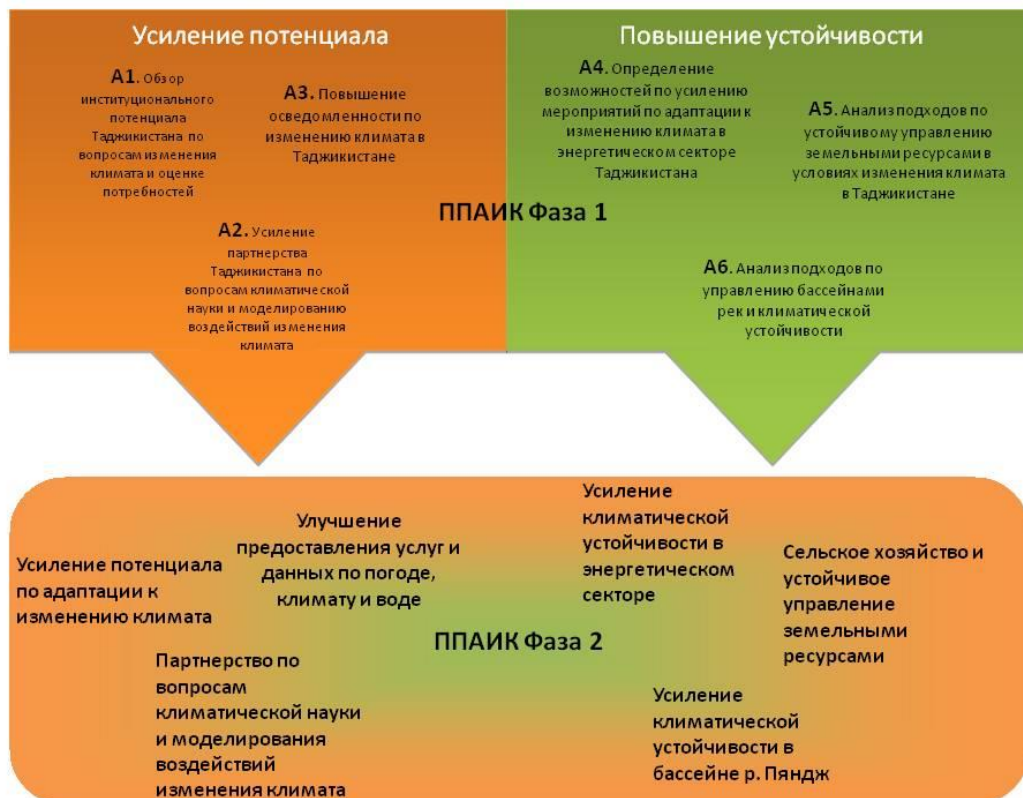 Усиление потенциала
А1. Обзор
институционального
потенциала
Таджикистана по
вопросам изменения
климата и оценке
потребностей
А3. Повышение
осведомленности по
изменению климата в
Таджикистане
А2. Усиление
партнерства
Таджикистана по
вопросам климатической
науки и моделированию
воздействий изменения
климата
Повышение устойчивости
А4. Определение
возможностей по усилению
мероприятий по адаптации к
изменению климата в
энергетическом секторе
Таджикистана
А5. Анализ подходов по
устойчивому управлению
земельными ресурсами в
условиях изменения климата
в Таджикистане
А6. Анализ подходов по
управлению бассейнами
рек и климатической
устойчивости
ППАИК Фаза 1
Усиление потенциала
по адаптации к
изменению климата
Улучшение
предоставления услуг и
данных по погоде,
климату и воде
Усиление
климатической
устойчивости в
энергетическом
секторе
Сельское хозяйство и
устойчивое
управление
земельными
ресурсами
ППАИК Фаза 2
Партнерство по
вопросам
климатической науки
и моделирования
воздействий
изменения климата
Усиление
климатической
устойчивости в
бассейне р. Пяндж